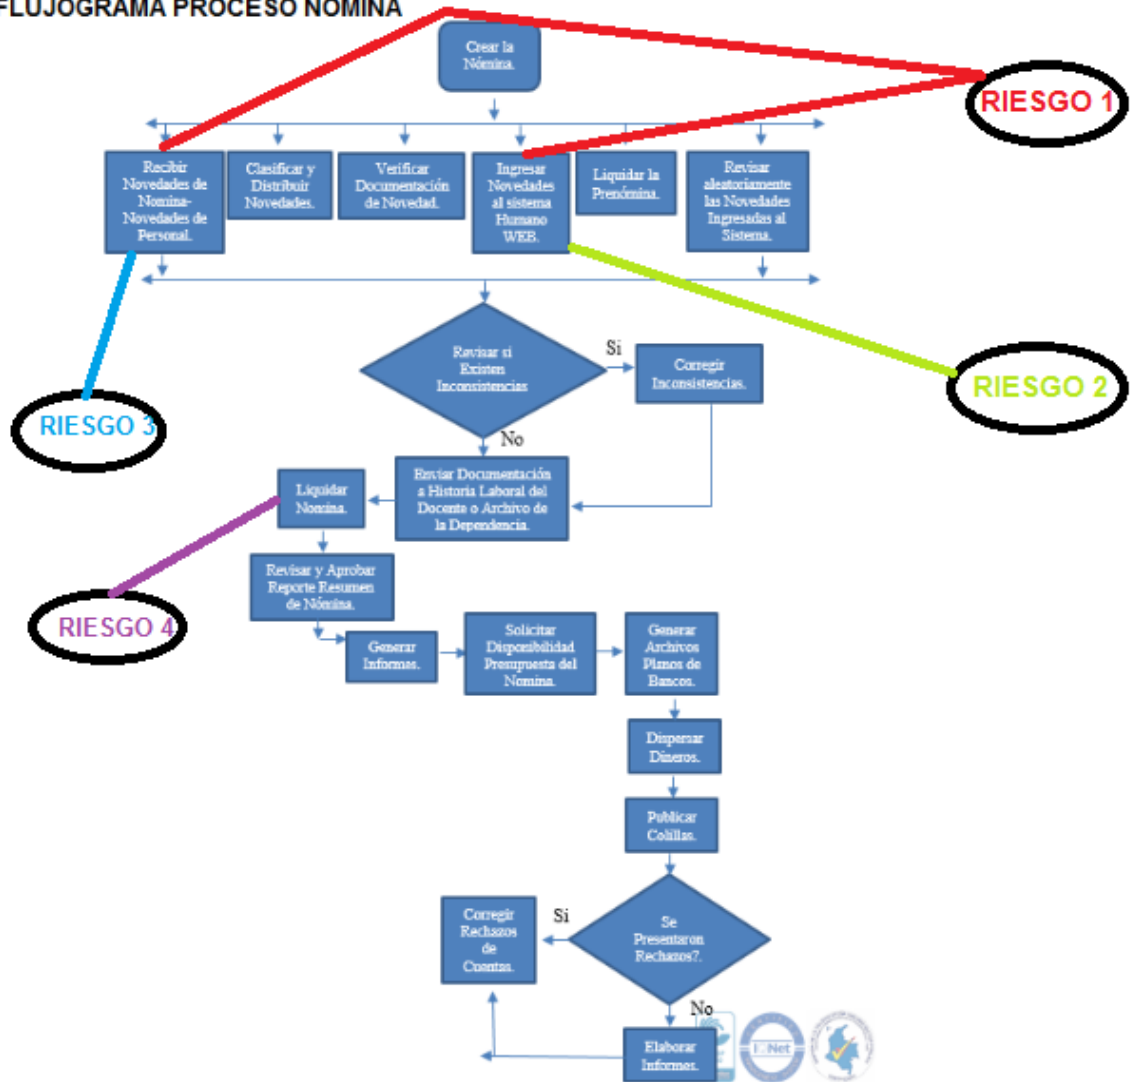 FLUJOGRAMA PROCESO NOMINA
Crear la
Nómina.
RIESGO 1
Recibir
Novedades de
Nomina-
Novedades de
Personal.
Clasificar y
Distribuir
Novedades.
Verificar
Documentación
de Novedad.
Ingresar
Novedades
al sistema
Humano
WEB.
Liquidar la
Prenómina.
Revisar
aleatoriamente
las Novedades
Ingresadas al
Sistema.
Revisar si
Existen
Inconsistencias
Si
Corregir
Inconsistencias.
RIESGO 2
RIESGO 3
No
Enviar Documentación
a Historia Laboral del
Docente o Archivo de
la Dependencia.
Liquidar
Nomina.
RIESGO 4
Revisar y Aprobar
Reporte Resumen
de Nómina.
Generar
Informes.
Solicitar
Disponibilidad
Presupuesta del
Nomina.
Generar
Archivos
Planos de
Bancos.
Dispersar
Dineros.
Publicar
Colillas.
Se
Presentaron
Rechazos?.
Si
Corregir
Rechazos
de
Cuentas.
No
Elaborar
Informes.
IQNet